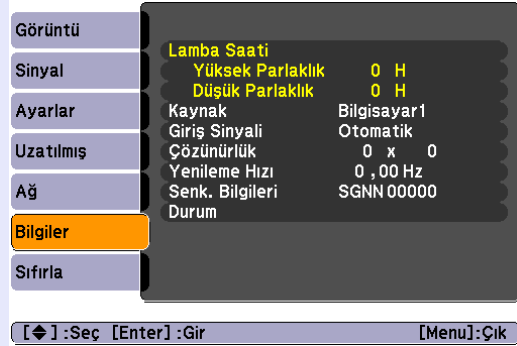 Görüntü
Sinyal
Ayarlar
Uzatılmış
Ağ
Bilgiler
Sıfırla
Lamba Saati
Yüksek Parlaklık 0 H
Düşük Parlaklık 0 H
Kaynak Bilgisayar1
Giriş Sinyali Otomatik
Çözünürlük 0 x 0
Yenileme Hızı 0 ,00 Hz
Senk. Bilgileri SGNN 00000
Durum
[◆] :Seç [Enter] :Gir [Menu]:Çık